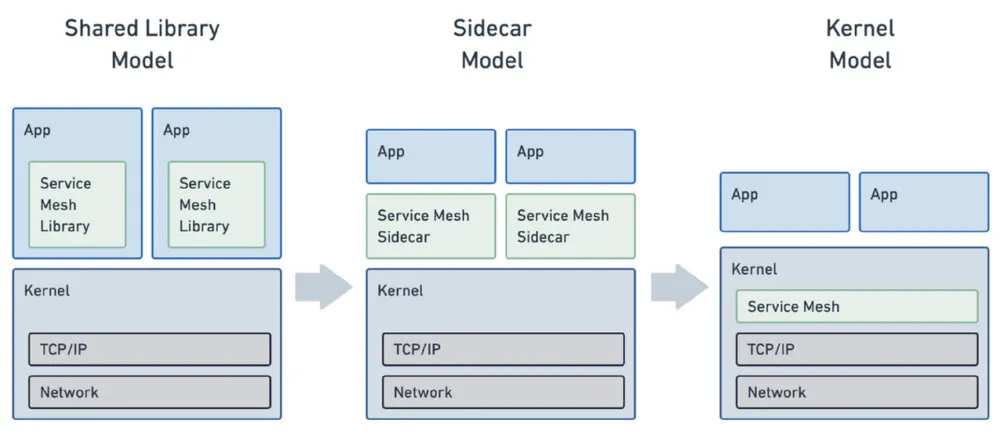 Shared Library
Model
Sidecar
Model
Kernel
Model
App
App
Service
Mesh
Library
Service
Mesh
Library
Kernel
TCP/IP
Network
App
App
Service Mesh
Sidecar
Service Mesh
Sidecar
Kernel
TCP/IP
Network
App
App
Kernel
Service Mesh
TCP/IP
Network